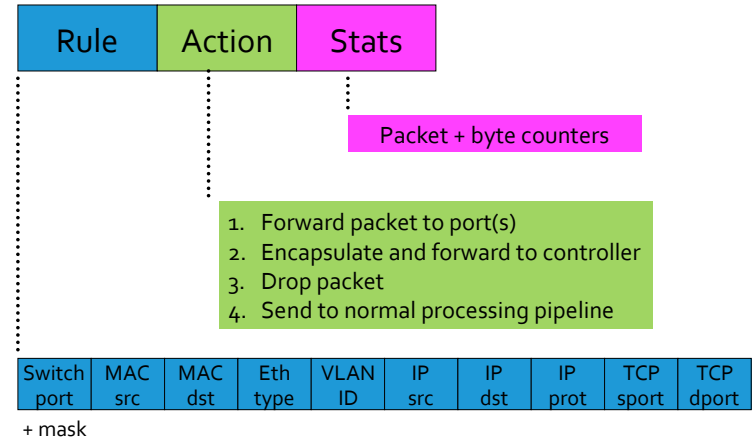 Rule Action Stats
Packet + byte counters
1. Forward packet to port(s)
2. Encapsulate and forward to controller
3. Drop packet
4. Send to normal processing pipeline
Switch MAC MAC Eth VLAN IP IP IP TCP TCP
port src dst type ID src dst prot sport dport
+ mask